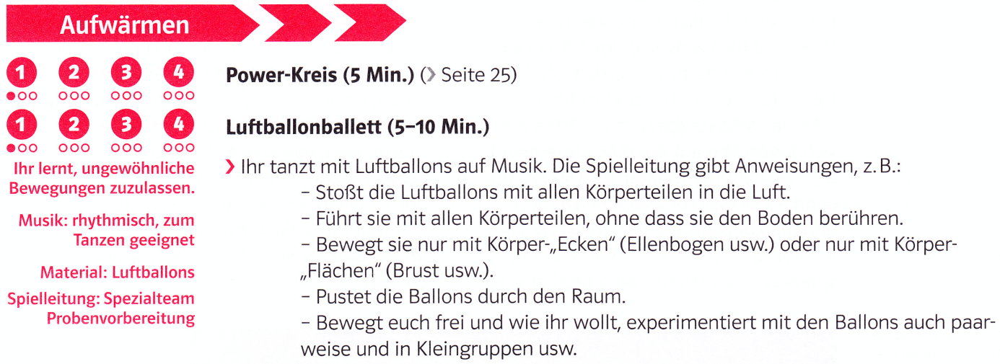 Aufwärmen
1 2 3 4
Power-Kreis (5 Min.) (› Seite 25)
1 2 3 4
Luftballonballett (5–10 Min.)
Ihr lernt, ungewöhnliche
Bewegungen zuzulassen.
Musik: rhythmisch, zum
Tanzen geeignet
Material: Luftballons
Spielleitung: Spezialteam
Probenvorbereitung
› Ihr tanzt mit Luftballons auf Musik. Die Spielleitung gibt Anweisungen, z. B.:
– Stoßt die Luftballons mit allen Körperteilen in die Luft.
– Führt sie mit allen Körperteilen, ohne dass sie den Boden berühren.
– Bewegt sie nur mit Körper-„Ecken“ (Ellenbogen usw.) oder nur mit Körper-
„Flächen“ (Brust usw.).
– Pustet die Ballons durch den Raum.
– Bewegt euch frei und wie ihr wollt, experimentiert mit den Ballons auch paar-
weise und in Kleingruppen usw.